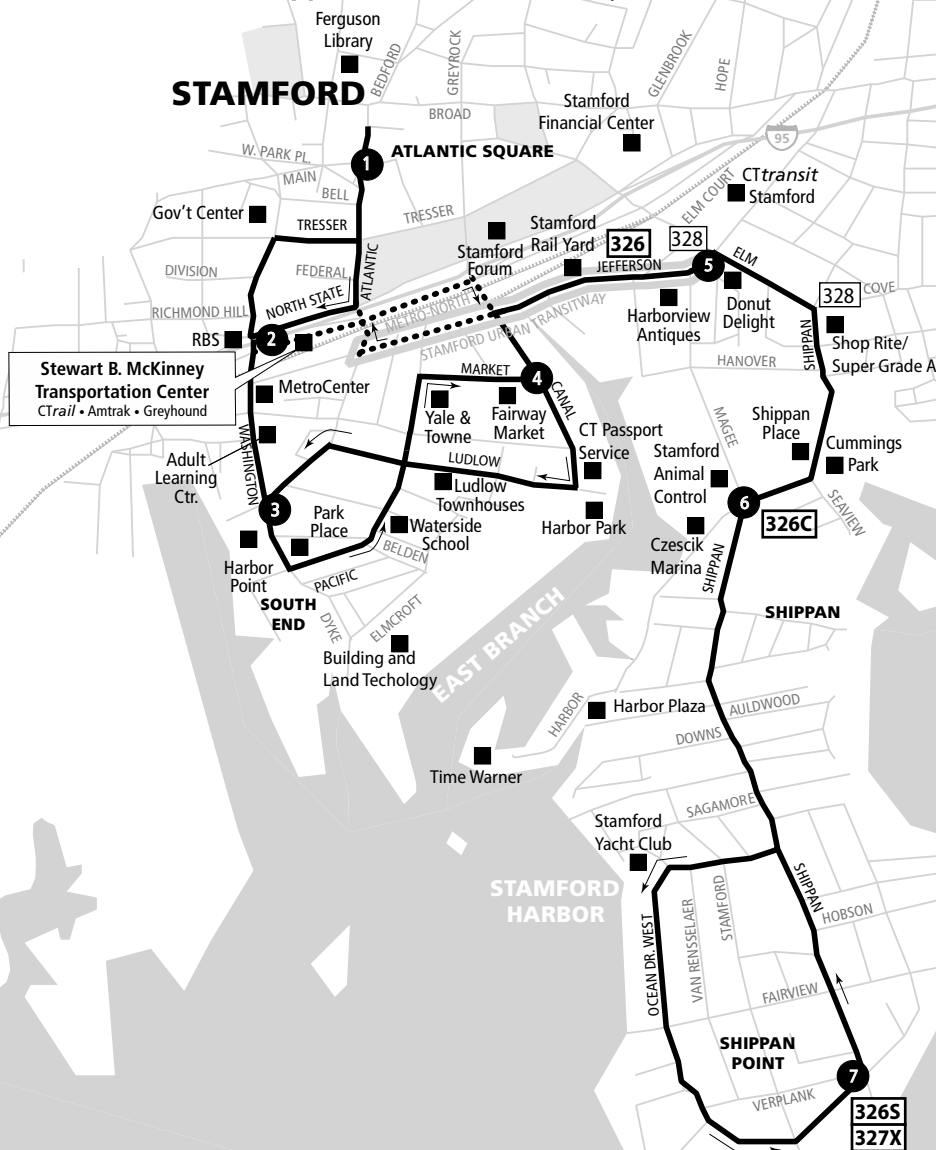 Ferguson
Library
BEDFORD
GREYROCK
GLENBROOK
HOPE
STAMFORD
BROAD
Stamford
Financial Center
95
W. PARK PL.
MAIN
BELL
1
ATLANTIC SQUARE
CTtransit
Stamford
ELM COURT
Gov't Center
TRESSER
TRESSER
Stamford
Forum
Stamford
Rail Yard
326
328
5
ELM
JEFFERSON
DIVISION
FEDERAL
ATLANTIC
RICHMOND HILL
NORTH STATE
METRO-NORTH
STAMFORD URBAN TRANSITWAY
Harborview
Antiques
Donut
Delight
328
COVE
RBS
2
SHIPPAN
Shop Rite/
Super Grade A
HANOVER
Stewart B. McKinney
Transportation Center
CTrail • Amtrak • Greyhound
MetroCenter
MARKET
4
CANAL
Yale &
Towne
Fairway
Market
MAGEE
Shippan
Place
Cummings
Park
WASHINGTON
Adult
Learning
Ctr.
LUDLOW
Ludlow
Townhouses
CT Passport
Service
Stamford
Animal
Control
6
326C
SEAVIEW
3
Park
Place
Waterside
School
Harbor Park
Czescik
Marina
Harbor
Point
BELDEN
PACIFIC
SHIPPAN
SOUTH
END
DYKE
ELMCROFT
SHIPPAN
Building and
Land Techology
EAST BRANCH
HARBOR
Harbor Plaza
AULDWOOD
DOWNS
Time Warner
SAGAMORE
Stamford
Yacht Club
STAMFORD
HARBOR
SHIPPAN
HOBSON
OCEAN DR. WEST
VAN RENSSELAER
STAMFORD
FAIRVIEW
SHIPPAN
POINT
7
VERPLANK
326S
327X